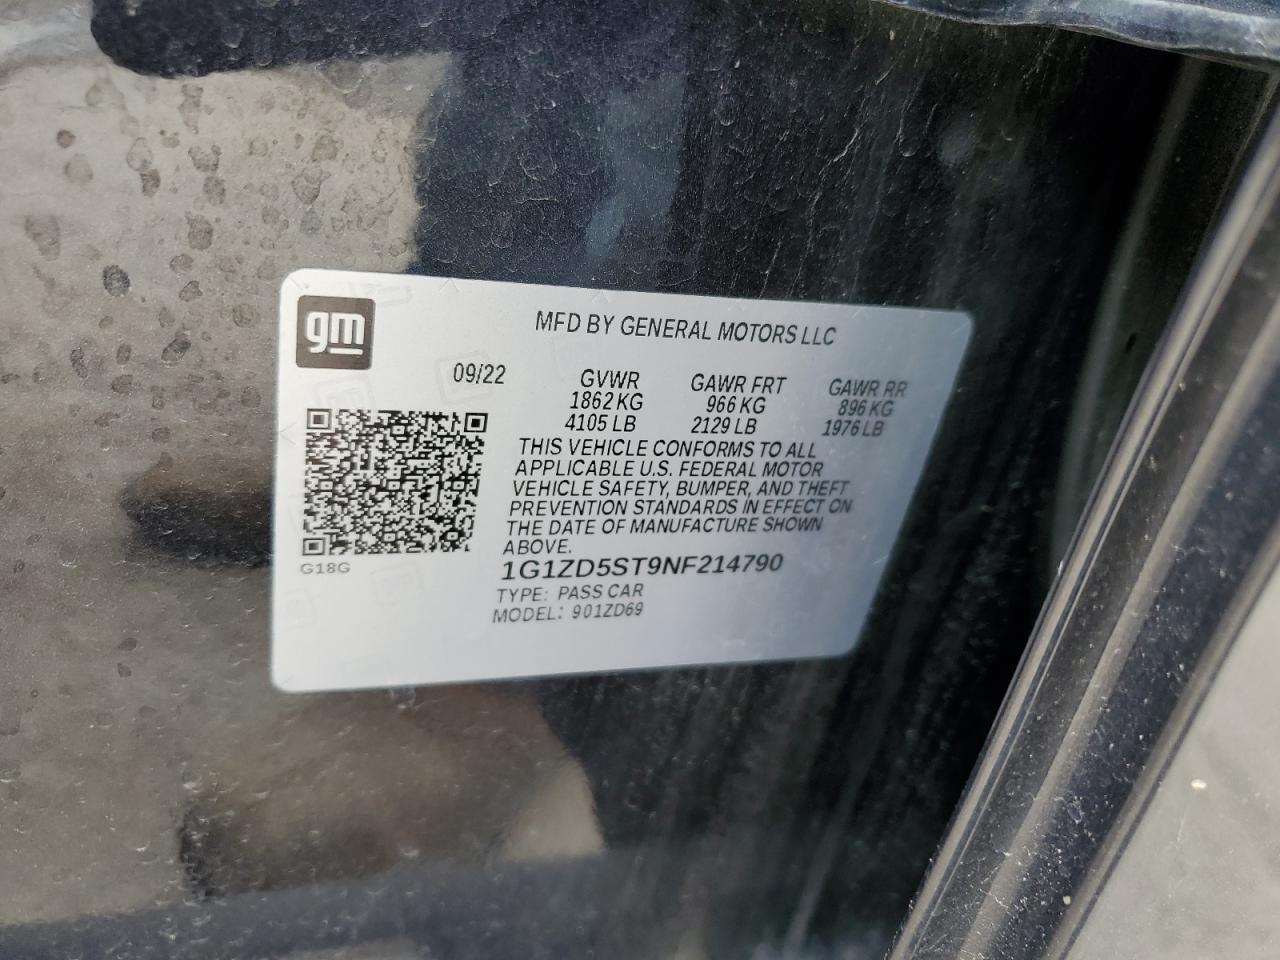 gm
MFD BY GENERAL MOTORS LLC
09/22
GVWR
1862 KG
4105 LB
GAWR FRT
966 KG
2129 LB
GAWR RR
896 KG
1976 LB
THIS VEHICLE CONFORMS TO ALL
APPLICABLE U.S. FEDERAL MOTOR
VEHICLE SAFETY, BUMPER, AND THEFT
PREVENTION STANDARDS IN EFFECT ON
THE DATE OF MANUFACTURE SHOWN
ABOVE.
G18G
1G1ZD5ST9NF214790
TYPE: PASS CAR
MODEL: 901ZD69